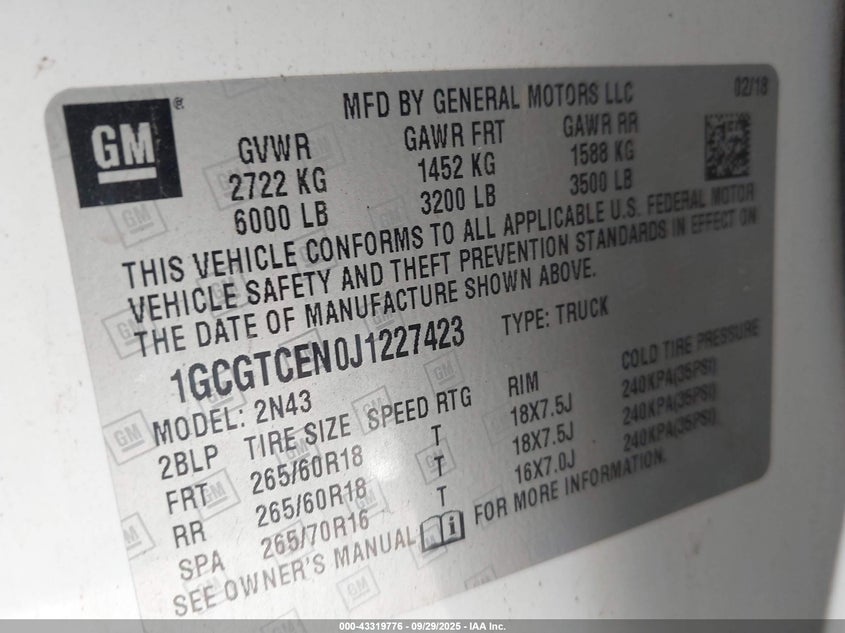 GM
®
MFD BY GENERAL MOTORS LLC
02/18
GVWR GAWR FRT GAWR RR
2722 KG 1452 KG 1588 KG
6000 LB 3200 LB 3500 LB
THIS VEHICLE CONFORMS TO ALL APPLICABLE U.S. FEDERAL MOTOR
VEHICLE SAFETY AND THEFT PREVENTION STANDARDS IN EFFECT ON
THE DATE OF MANUFACTURE SHOWN ABOVE.
1GCGTCEN0J1227423 TYPE: TRUCK
MODEL: 2N43
2BLP TIRE SIZE SPEED RTG RIM COLD TIRE PRESSURE
FRT 265/60R18 T 18X7.5J 240KPA(35PSI)
RR 265/60R18 T 18X7.5J 240KPA(35PSI)
SPA 265/70R16 T 16X7.0J 240KPA(35PSI)
SEE OWNER'S MANUAL i FOR MORE INFORMATION.
000-43319776 - 09/29/2025 - IAA Inc.